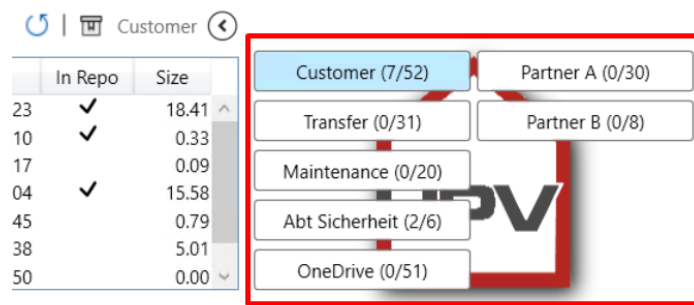 Customer
In Repo Size
23 18.41
10 0.33
17 0.09
04 15.58
45 0.79
38 5.01
50 0.00
Customer (7/52) Partner A (0/30)
Transfer (0/31) Partner B (0/8)
Maintenance (0/20)
Abt Sicherheit (2/6)
OneDrive (0/51)